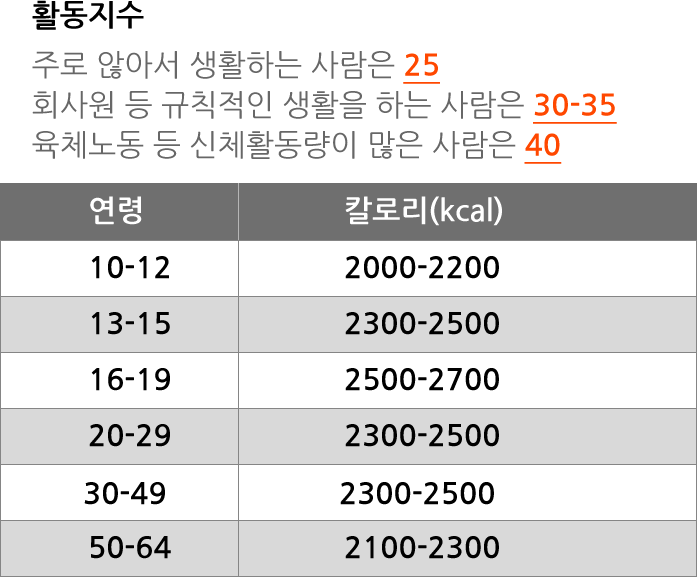 활동지수
주로 않아서 생활하는 사람은 25
회사원 등 규칙적인 생활을 하는 사람은 30-35
육체노동 등 신체활동량이 많은 사람은 40
연령 칼로리(kcal)
10-12 2000-2200
13-15 2300-2500
16-19 2500-2700
20-29 2300-2500
30-49 2300-2500
50-64 2100-2300